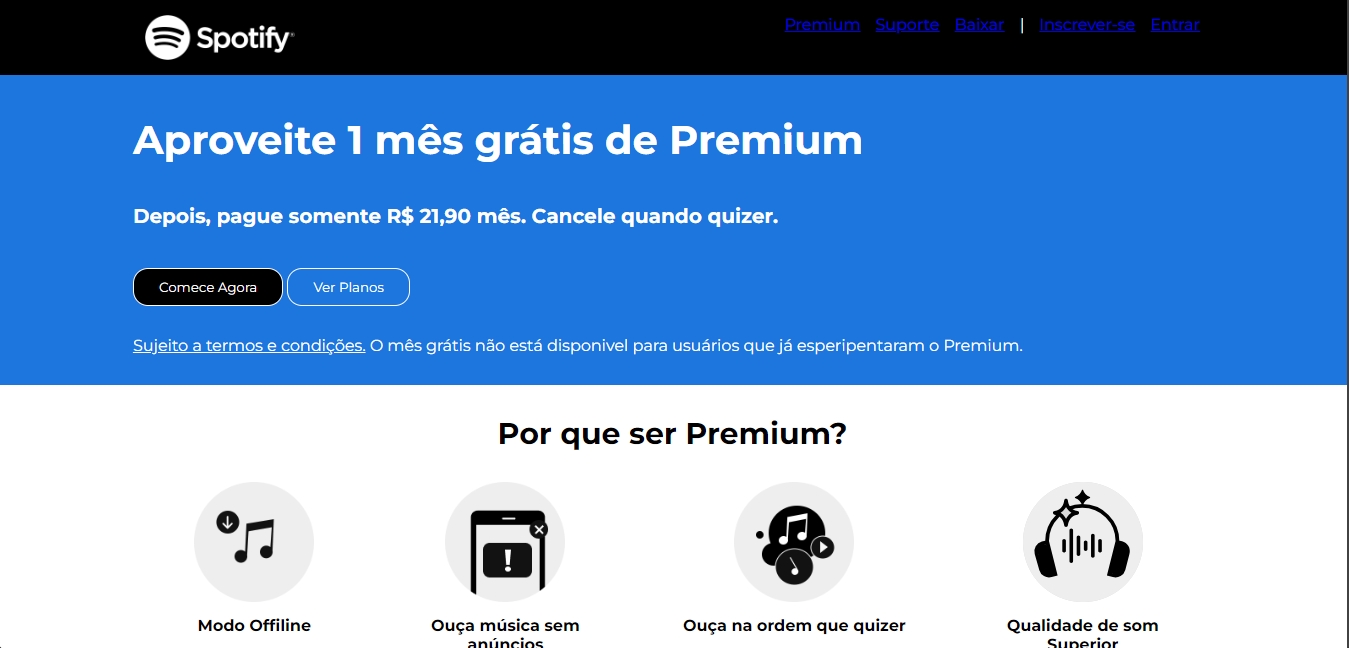 Spotify
Premium Suporte Baixar | Inscrever-se Entrar
Aproveite 1 mês grátis de Premium
Depois, pague somente R$ 21,90 mês. Cancele quando quizer.
Comece Agora Ver Planos
Sujeito a termos e condições. O mês grátis não está disponivel para usuários que já esperipentaram o Premium.
Por que ser Premium?
Modo Offiline
Ouça música sem
anúncios
Ouça na ordem que quizer
Qualidade de som
Superior